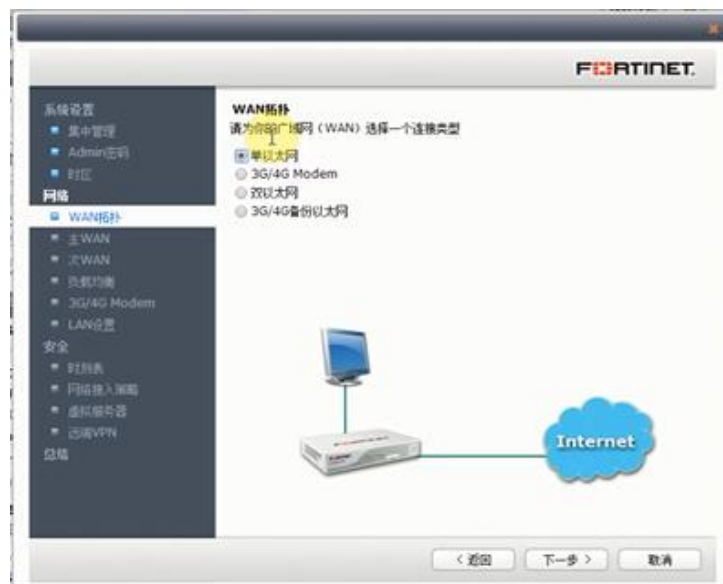 FORTINET.
系统设置
集中管理
Admin密码
时区
网络
WAN拓扑
主WAN
次WAN
负载均衡
3G/4G Modem
LAN设置
安全
时刻表
网络接入策略
虚拟服务器
远端VPN
总结
WAN拓扑
请为你的广域网（WAN）选择一个连接类型
单以太网
3G/4G Modem
双以太网
3G/4G备份以太网
Internet
< 返回
下一步 >
取消